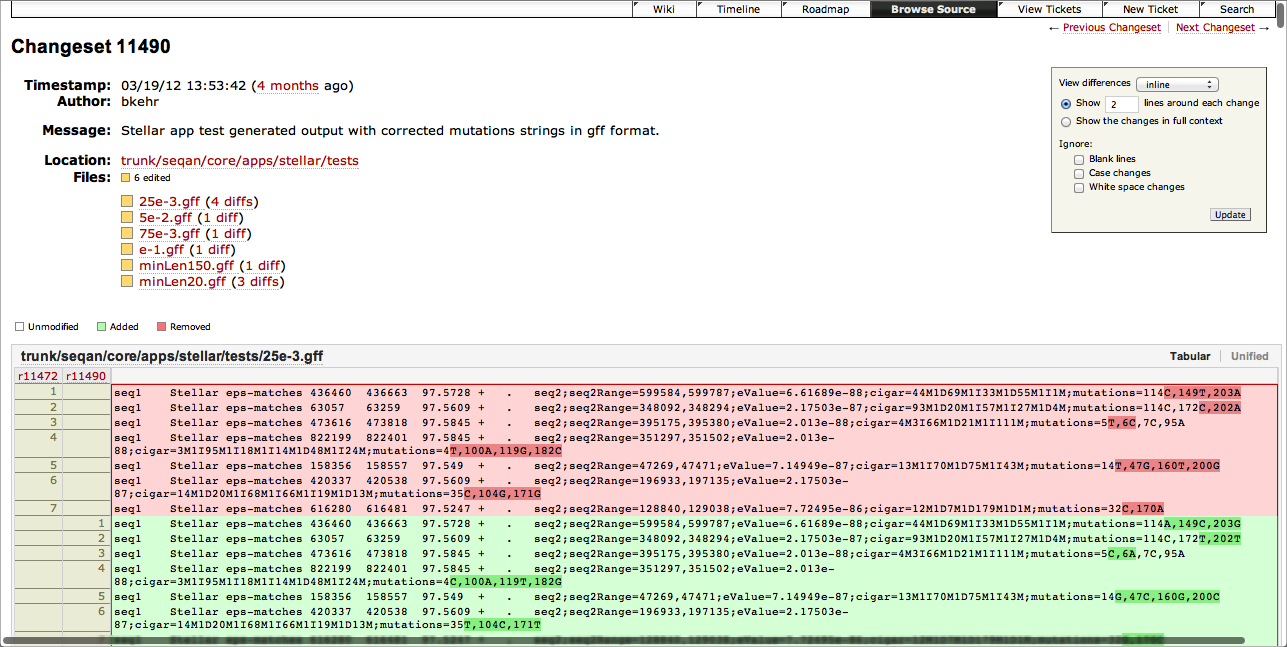 Wiki Timeline Roadmap Browse Source View Tickets New Ticket Search
← Previous Changeset Next Changeset →
Changeset 11490
Timestamp: 03/19/12 13:53:42 (4 months ago)
Author: bkehr
Message: Stellar app test generated output with corrected mutations strings in gff format.
Location: trunk/seqan/core/apps/stellar/tests
Files: 6 edited
25e-3.gff (4 diffs)
5e-2.gff (1 diff)
75e-3.gff (1 diff)
e-1.gff (1 diff)
minLen150.gff (1 diff)
minLen20.gff (3 diffs)
View differences inline
Show 2 lines around each change
Show the changes in full context
Ignore:
Blank lines
Case changes
White space changes
Update
Unmodified Added Removed
trunk/seqan/core/apps/stellar/tests/25e-3.gff Tabular Unified
r11472 r11490
1 seq1 Stellar eps-matches 436460 436663 97.5728 + . seq2;seq2Range=599584,599787;eValue=6.61689e-88;cigar=44M1D69M1I33M1D55M1I1M;mutations=114C,149T,203A
2 seq1 Stellar eps-matches 63057 63259 97.5609 + . seq2;seq2Range=348092,348294;eValue=2.17503e-87;cigar=93M1D20M1I57M1I27M1D4M;mutations=114C,172C,202A
3 seq1 Stellar eps-matches 473616 473818 97.5845 + . seq2;seq2Range=395175,395380;eValue=2.013e-88;cigar=4M3I66M1D21M1I111M;mutations=5T,6C,7C,95A
4 seq1 Stellar eps-matches 822199 822401 97.5845 + . seq2;seq2Range=351297,351502;eValue=2.013e-
88;cigar=3M1I95M1I18M1I14M1D48M1I24M;mutations=4T,100A,119G,182C
5 seq1 Stellar eps-matches 158356 158557 97.549 + . seq2;seq2Range=47269,47471;eValue=7.14949e-87;cigar=13M1I70M1D75M1I43M;mutations=14T,47G,160T,200G
6 seq1 Stellar eps-matches 420337 420538 97.5609 + . seq2;seq2Range=196933,197135;eValue=2.17503e-
87;cigar=14M1D20M1I68M1I66M1I19M1D13M;mutations=35C,104G,171G
7 seq1 Stellar eps-matches 616280 616481 97.5247 + . seq2;seq2Range=128840,129038;eValue=7.72495e-86;cigar=12M1D7M1D179M1D1M;mutations=32C,170A
1 seq1 Stellar eps-matches 436460 436663 97.5728 + . seq2;seq2Range=599584,599787;eValue=6.61689e-88;cigar=44M1D69M1I33M1D55M1I1M;mutations=114A,149C,203G
2 seq1 Stellar eps-matches 63057 63259 97.5609 + . seq2;seq2Range=348092,348294;eValue=2.17503e-87;cigar=93M1D20M1I57M1I27M1D4M;mutations=114C,172T,202T
3 seq1 Stellar eps-matches 473616 473818 97.5845 + . seq2;seq2Range=395175,395380;eValue=2.013e-88;cigar=4M3I66M1D21M1I111M;mutations=5C,6A,7C,95A
4 seq1 Stellar eps-matches 822199 822401 97.5845 + . seq2;seq2Range=351297,351502;eValue=2.013e-
88;cigar=3M1I95M1I18M1I14M1D48M1I24M;mutations=4C,100A,119T,182G
5 seq1 Stellar eps-matches 158356 158557 97.549 + . seq2;seq2Range=47269,47471;eValue=7.14949e-87;cigar=13M1I70M1D75M1I43M;mutations=14G,47C,160G,200C
6 seq1 Stellar eps-matches 420337 420538 97.5609 + . seq2;seq2Range=196933,197135;eValue=2.17503e-
87;cigar=14M1D20M1I68M1I66M1I19M1D13M;mutations=35T,104C,171T